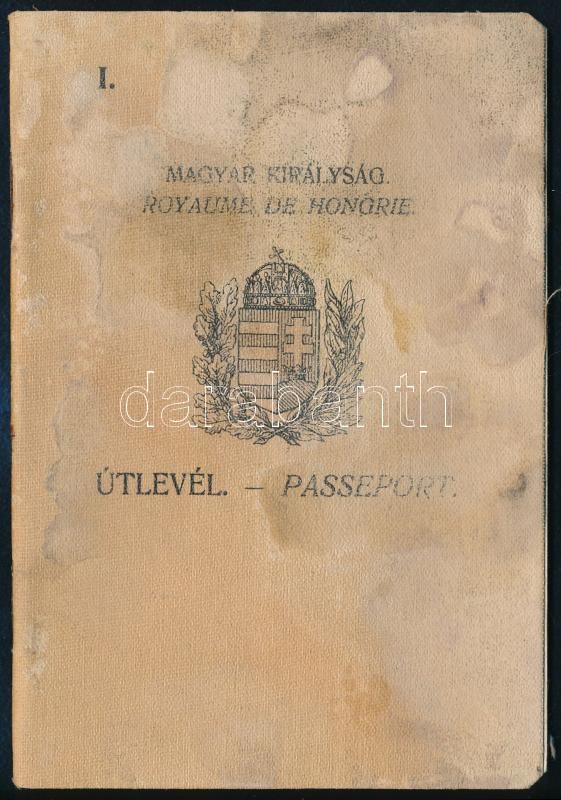 I.
MAGYAR KIRÁLYSÁG.
ROYAUME DE HONGRIE.
darabanth
ÚTLEVÉL. – PASSEPORT.